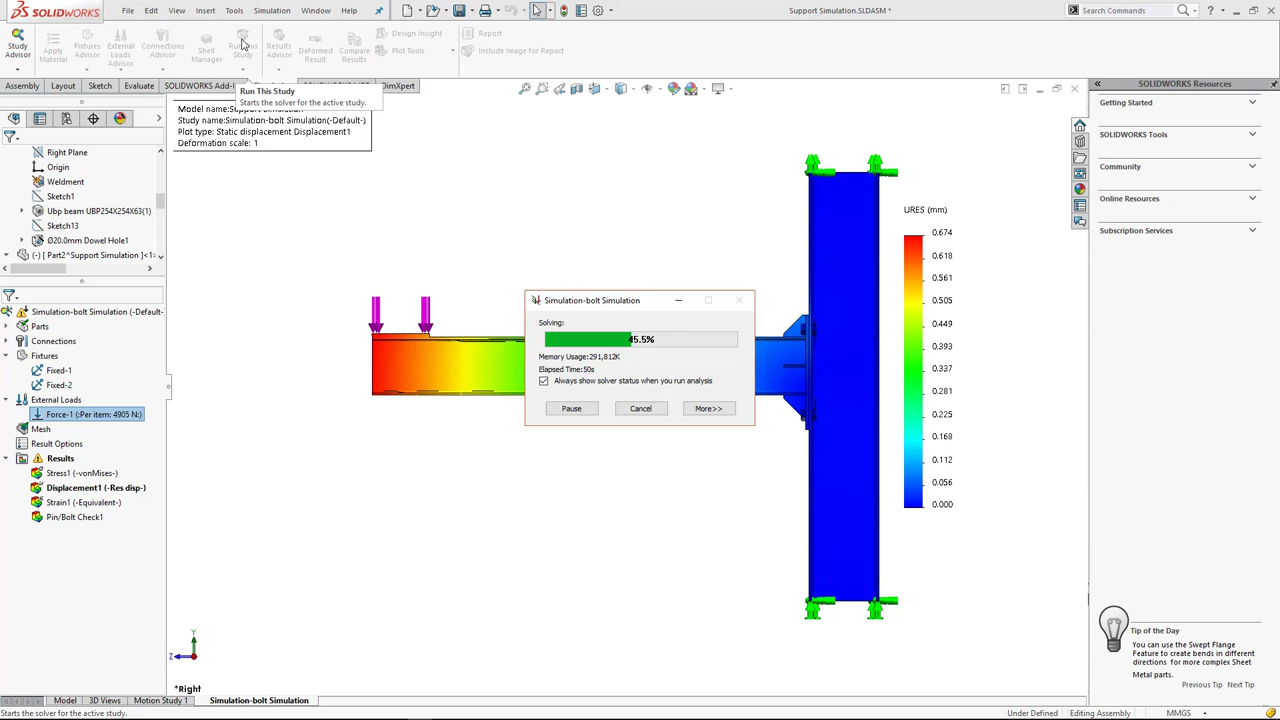 SOLIDWORKS
File
Edit
View
Insert
Tools
Simulation
Window
Help
Support Simulation.SLDASM *
Search Commands
Study Advisor
Apply Material
Fixtures Advisor
External Loads Advisor
Connections Advisor
Shell Manager
Run This Study
Results Advisor
Deformed Result
Compare Results
Design Insight
Plot Tools
Report
Include Image for Report
Assembly
Layout
Sketch
Evaluate
SOLIDWORKS Add-I
DimXpert
Run This Study
Starts the solver for the active study.
Model name:Support Simulation
Study name:Simulation-bolt Simulation(-Default-)
Plot type: Static displacement Displacement1
Deformation scale: 1
Right Plane
Origin
Weldment
Sketch1
Ubp beam UBP254X254X63(1)
Sketch13
Ø20.0mm Dowel Hole1
(-) [ Part2^Support Simulation ]<1>
Simulation-bolt Simulation (-Default-
Parts
Connections
Fixtures
Fixed-1
Fixed-2
External Loads
Force-1 (:Per item: 4905 N:)
Mesh
Result Options
Results
Stress1 (-vonMises-)
Displacement1 (-Res disp-)
Strain1 (-Equivalent-)
Pin/Bolt Check1
Simulation-bolt Simulation
Solving:
45.5%
Memory Usage:291,812K
Elapsed Time:50s
Always show solver status when you run analysis
Pause
Cancel
More>>
URES (mm)
0.674
0.618
0.561
0.505
0.449
0.393
0.337
0.281
0.225
0.168
0.112
0.056
0.000
SOLIDWORKS Resources
Getting Started
SOLIDWORKS Tools
Community
Online Resources
Subscription Services
Tip of the Day
You can use the Swept Flange
Feature to create bends in different
directions for more complex Sheet
Metal parts.
Previous Tip
Next Tip
Y
Z
*Right
Model
3D Views
Motion Study 1
Simulation-bolt Simulation
Starts the solver for the active study.
Under Defined
Editing Assembly
MMGS